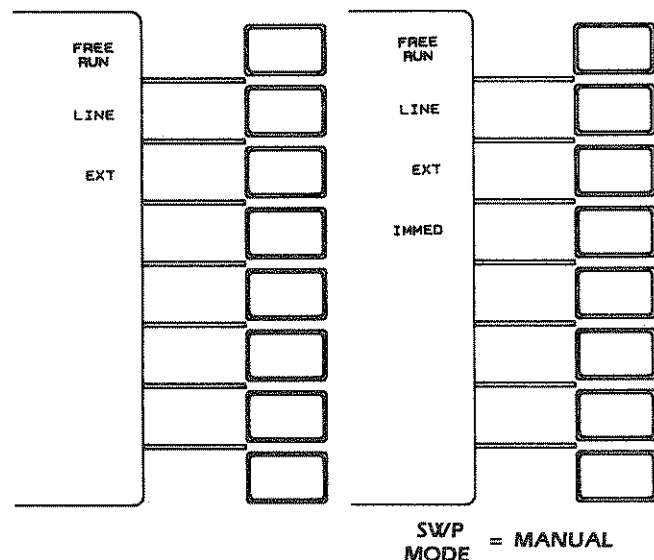 FREE
RUN
LINE
EXT
FREE
RUN
LINE
EXT
IMMED
SWP
MODE = MANUAL